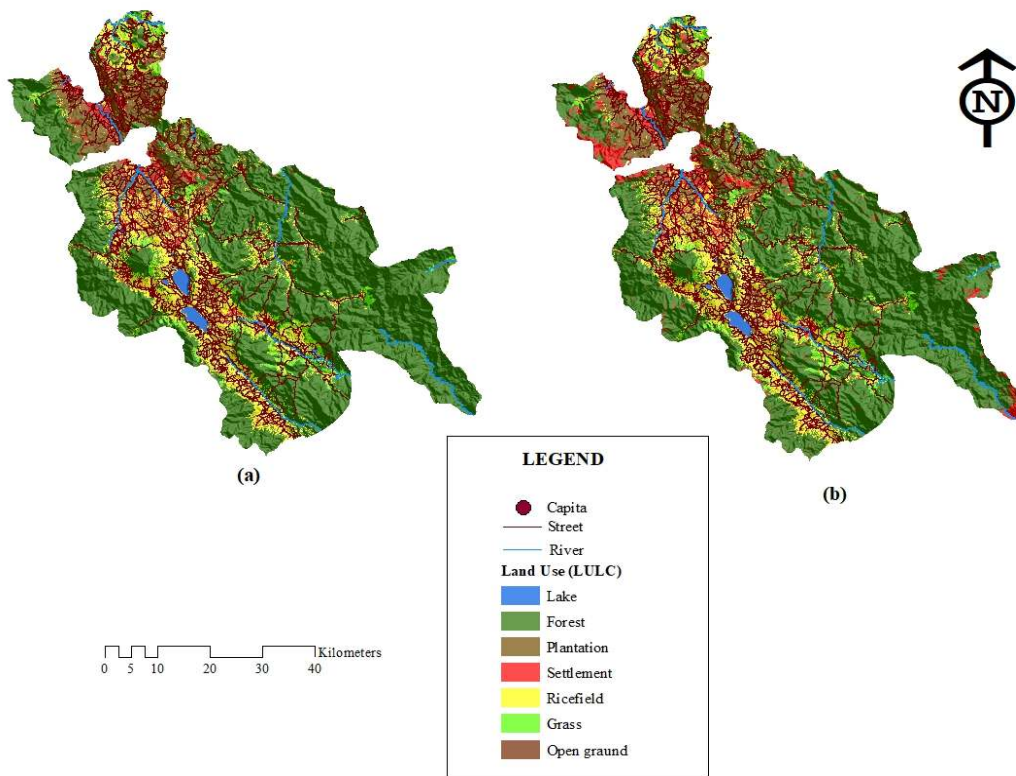 N
(a)
(b)
LEGEND
Capita
Street
River
Land Use (LULC)
Lake
Forest
Plantation
Settlement
Ricefield
Grass
Open graund
Kilometers
0 5 10 20 30 40